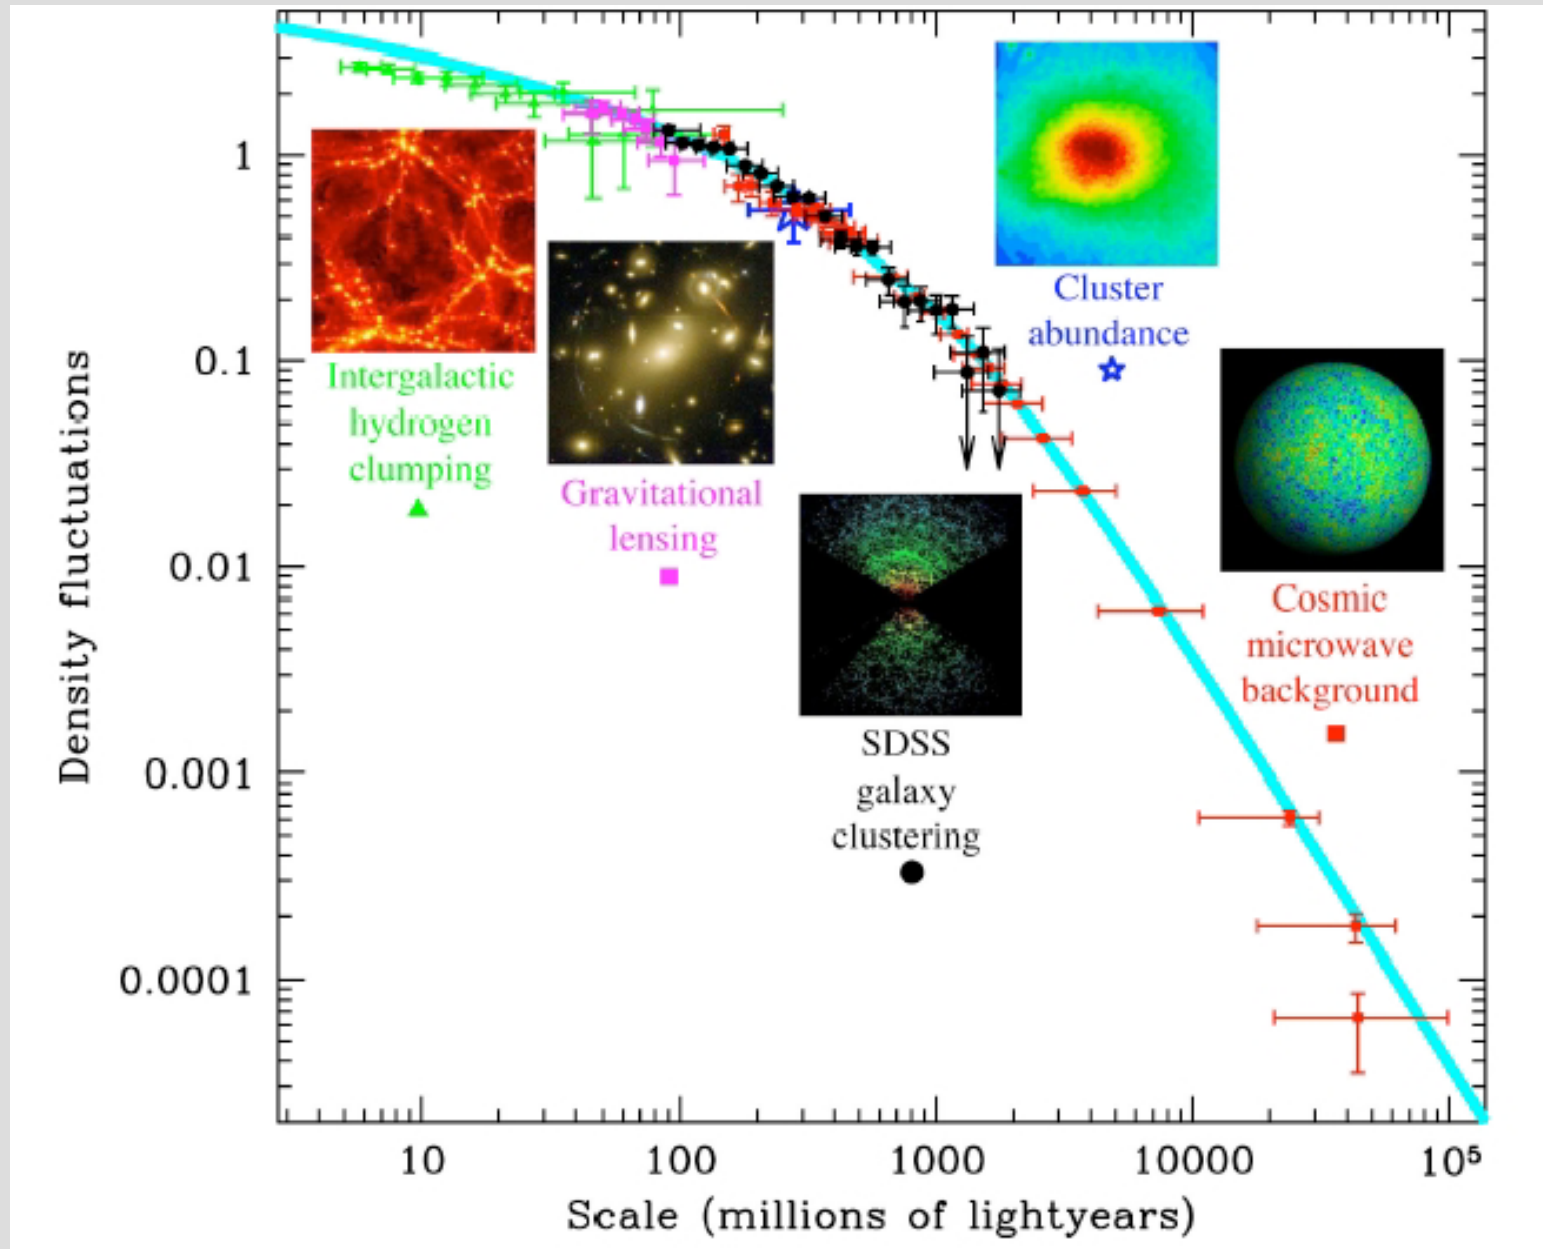 Density fluctuations
1
0.1
0.01
0.001
0.0001
Intergalactic
hydrogen
clumping
Gravitational
lensing
SDSS
galaxy
clustering
Cluster
abundance
Cosmic
microwave
background
10
100
1000
10000
10⁵
Scale (millions of lightyears)